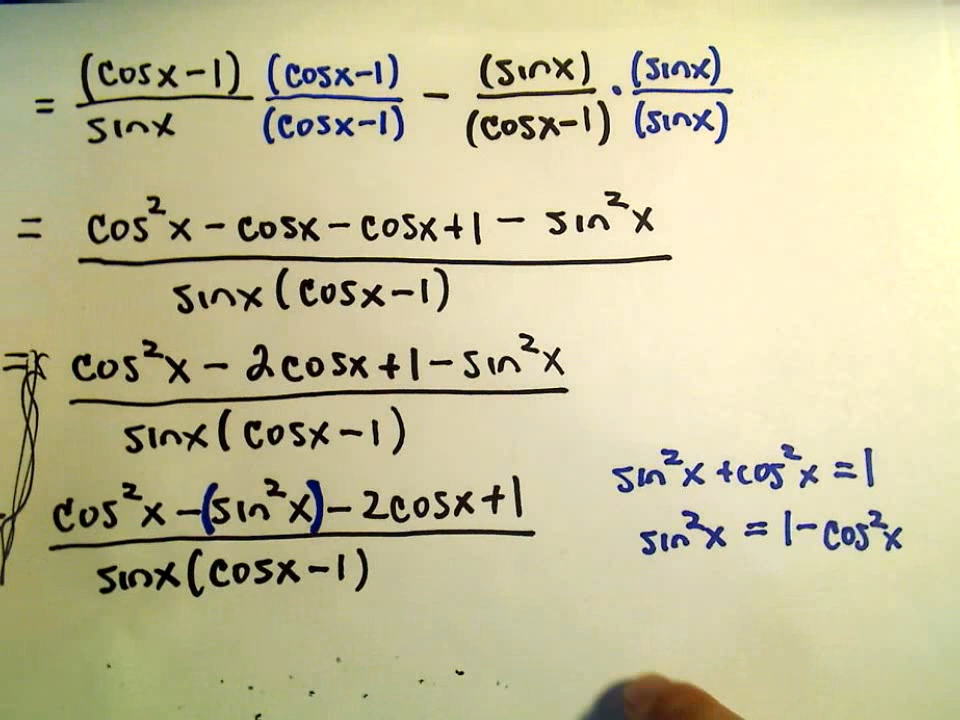 = (cosx-1)/sinx (cosx-1)/(cosx-1) - (sinx)/(cosx-1) · (sinx)/(sinx)
= cos²x - cosx - cosx + 1 - sin²x
sinx(cosx-1)
= cos²x - 2cosx + 1 - sin²x
sinx(cosx-1)
cos²x - (sin²x) - 2cosx + 1
sinx(cosx-1)
sin²x + cos²x = 1
sin²x = 1 - cos²x